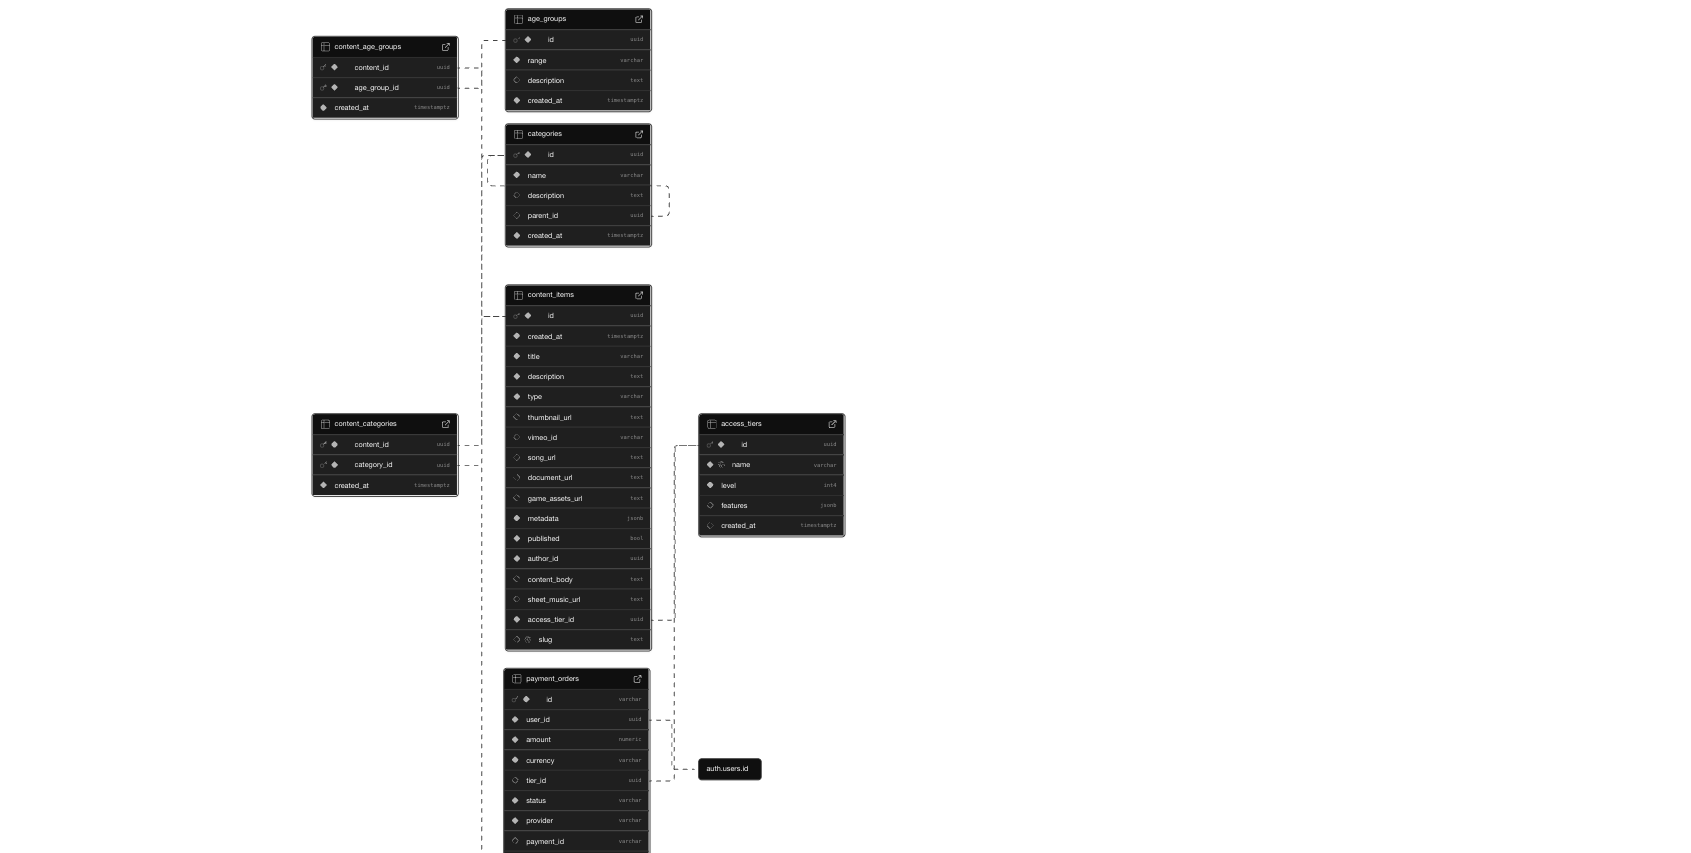 age_groups
id uuid
range varchar
description text
created_at timestamptz
content_age_groups
content_id uuid
age_group_id uuid
created_at timestamptz
categories
id uuid
name varchar
description text
parent_id uuid
created_at timestamptz
content_items
id uuid
created_at timestamptz
title varchar
description text
type varchar
thumbnail_url text
vimeo_id varchar
song_url text
document_url text
game_assets_url text
metadata jsonb
published bool
author_id uuid
content_body text
sheet_music_url text
access_tier_id uuid
slug text
content_categories
content_id uuid
category_id uuid
created_at timestamptz
access_tiers
id uuid
name varchar
level int4
features jsonb
created_at timestamptz
payment_orders
id varchar
user_id uuid
amount numeric
currency varchar
tier_id uuid
status varchar
provider varchar
payment_id varchar
auth.users.id